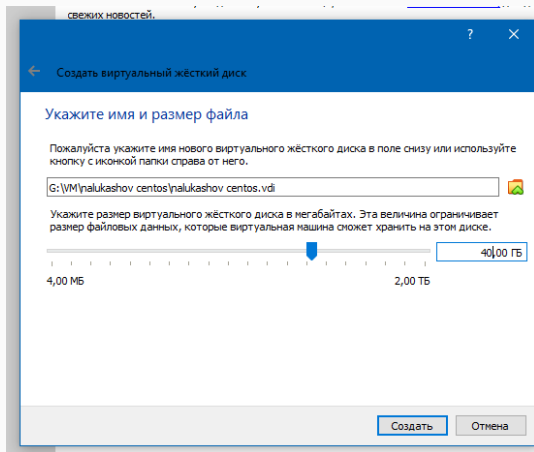 свежих новостей.
?
Создать виртуальный жёсткий диск
Укажите имя и размер файла
Пожалуйста укажите имя нового виртуального жёсткого диска в поле снизу или используйте
кнопку с иконкой папки справа от него.
G:\VM\nalukashov centos\nalukashov centos.vdi
Укажите размер виртуального жёсткого диска в мегабайтах. Эта величина ограничивает
размер файловых данных, которые виртуальная машина сможет хранить на этом диске.
40,00 ГБ
4,00 МБ 2,00 ТБ
Создать Отмена